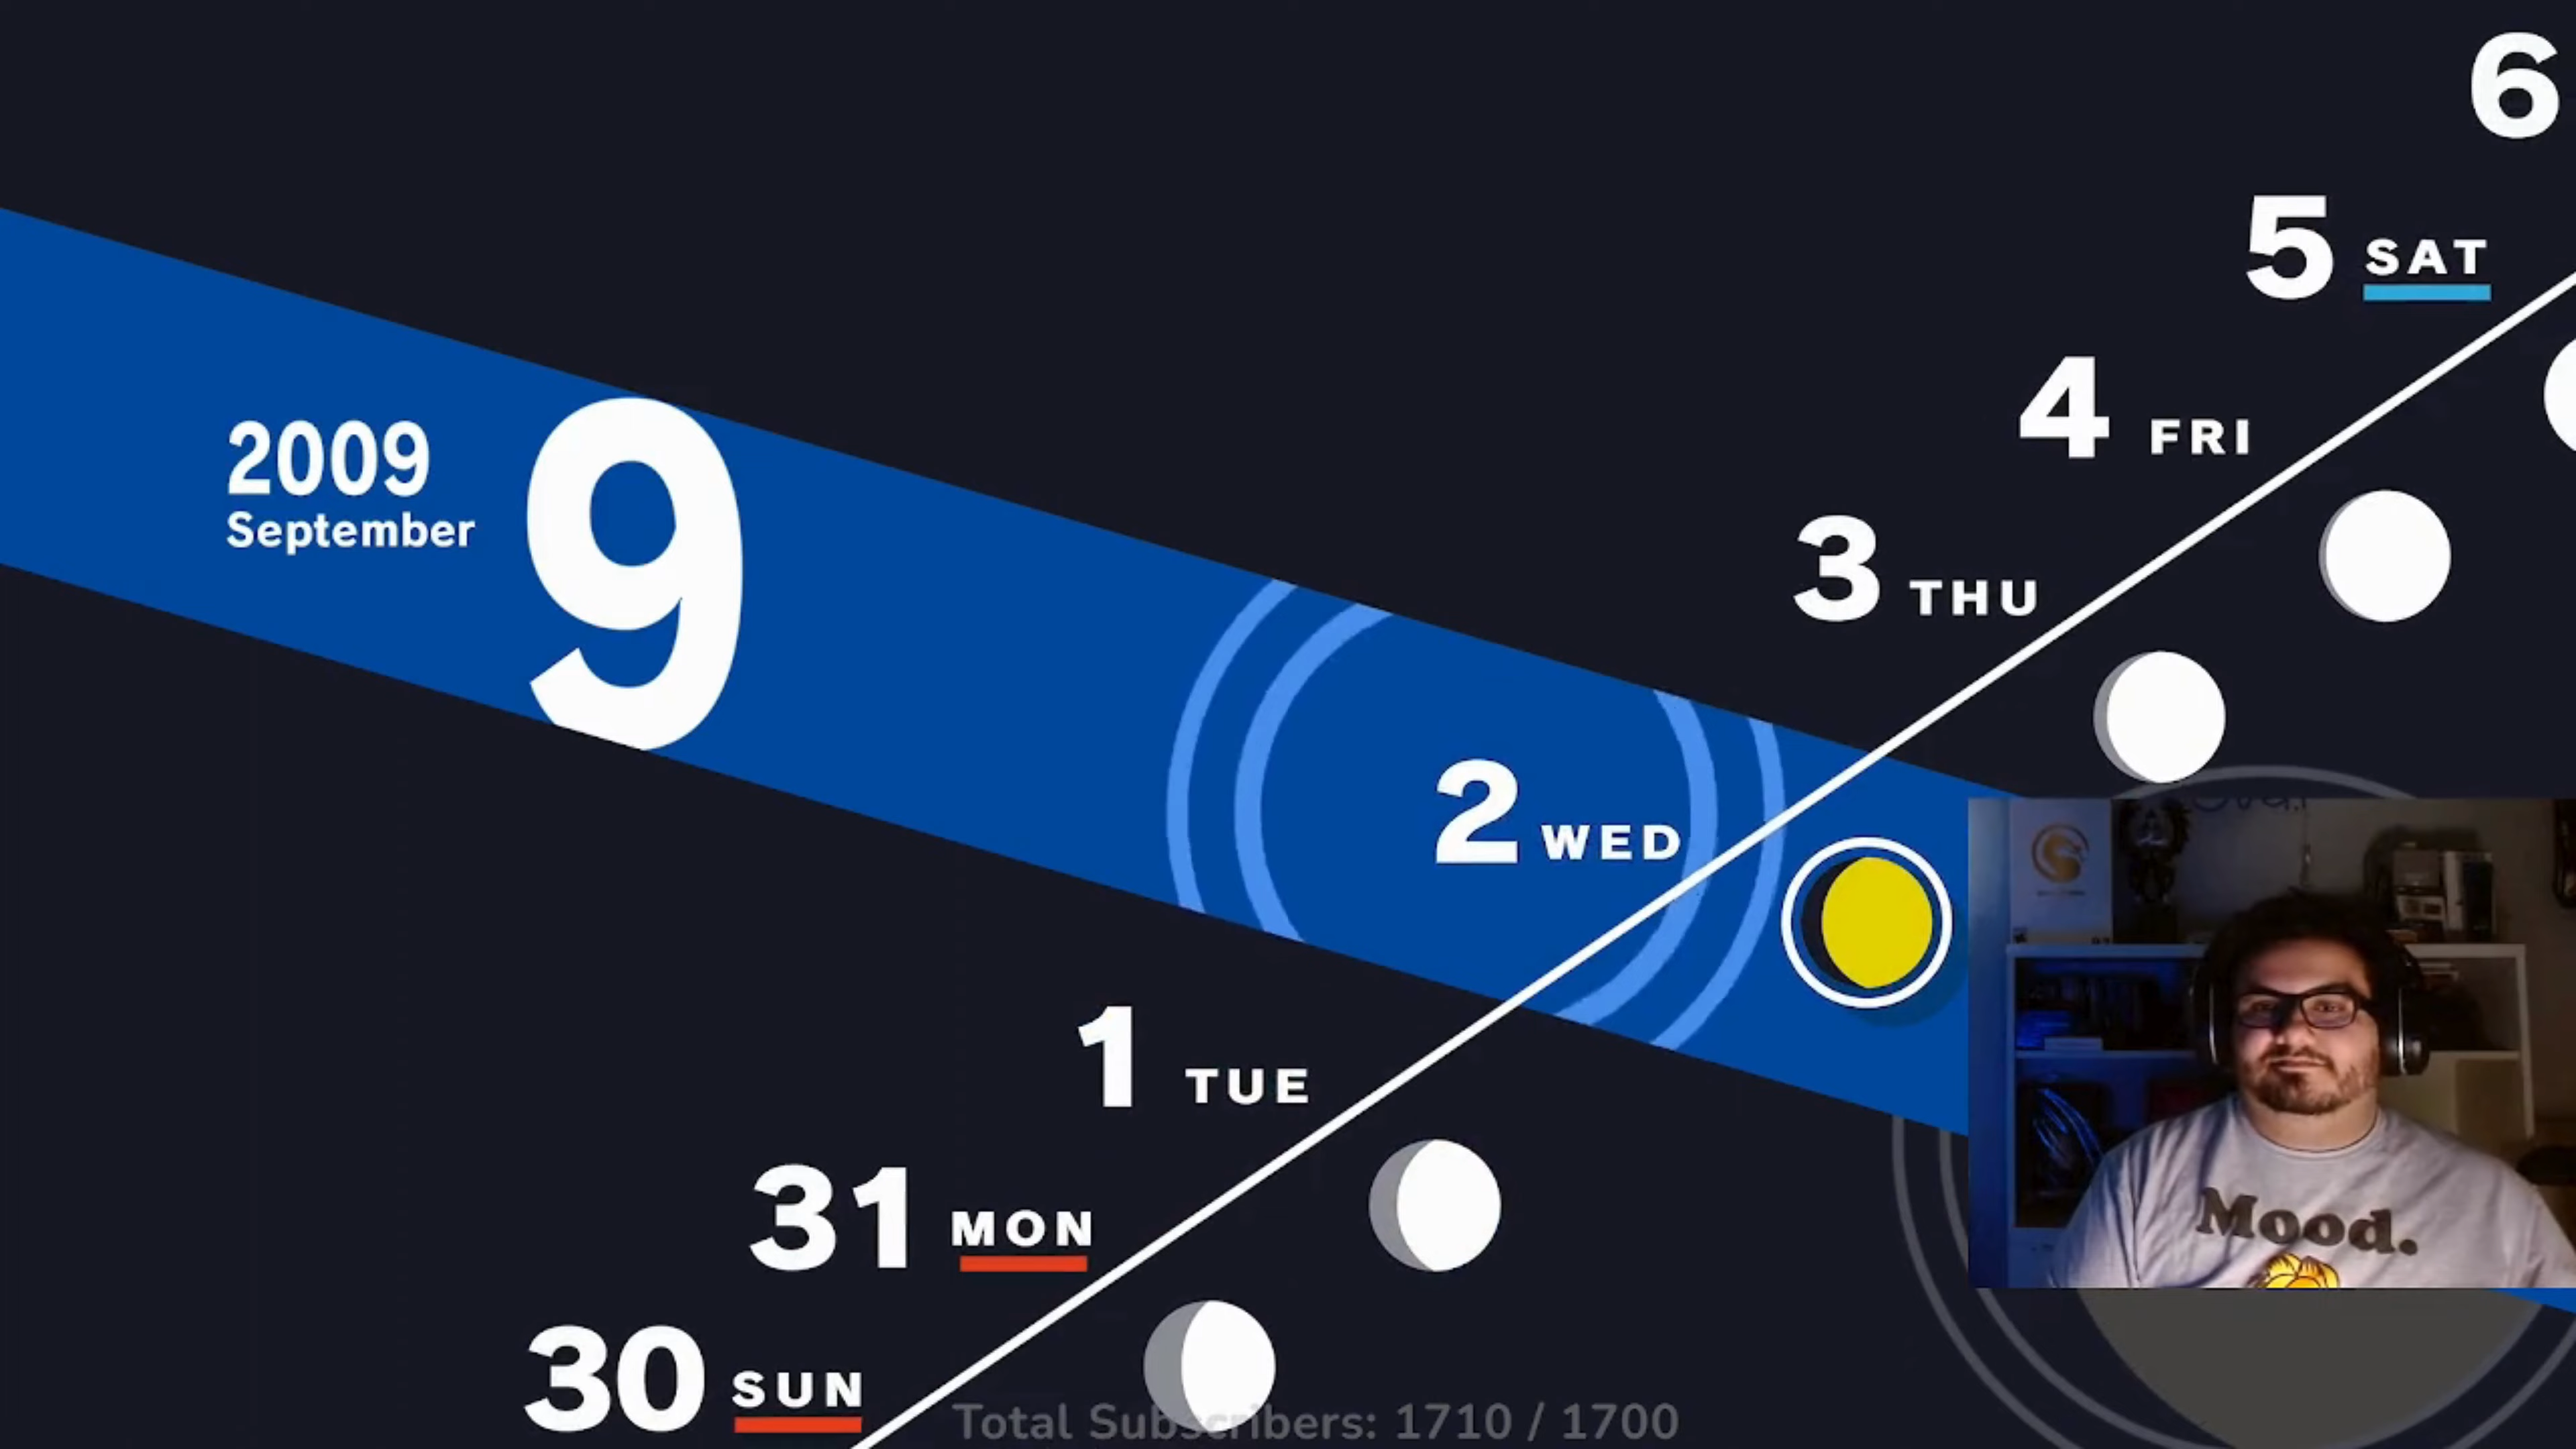 6
5 SAT
4 FRI
2009
September
9
3 THU
2 WED
1 TUE
31 MON
30 SUN
Mood.
Total Subscribers: 1710 / 1700